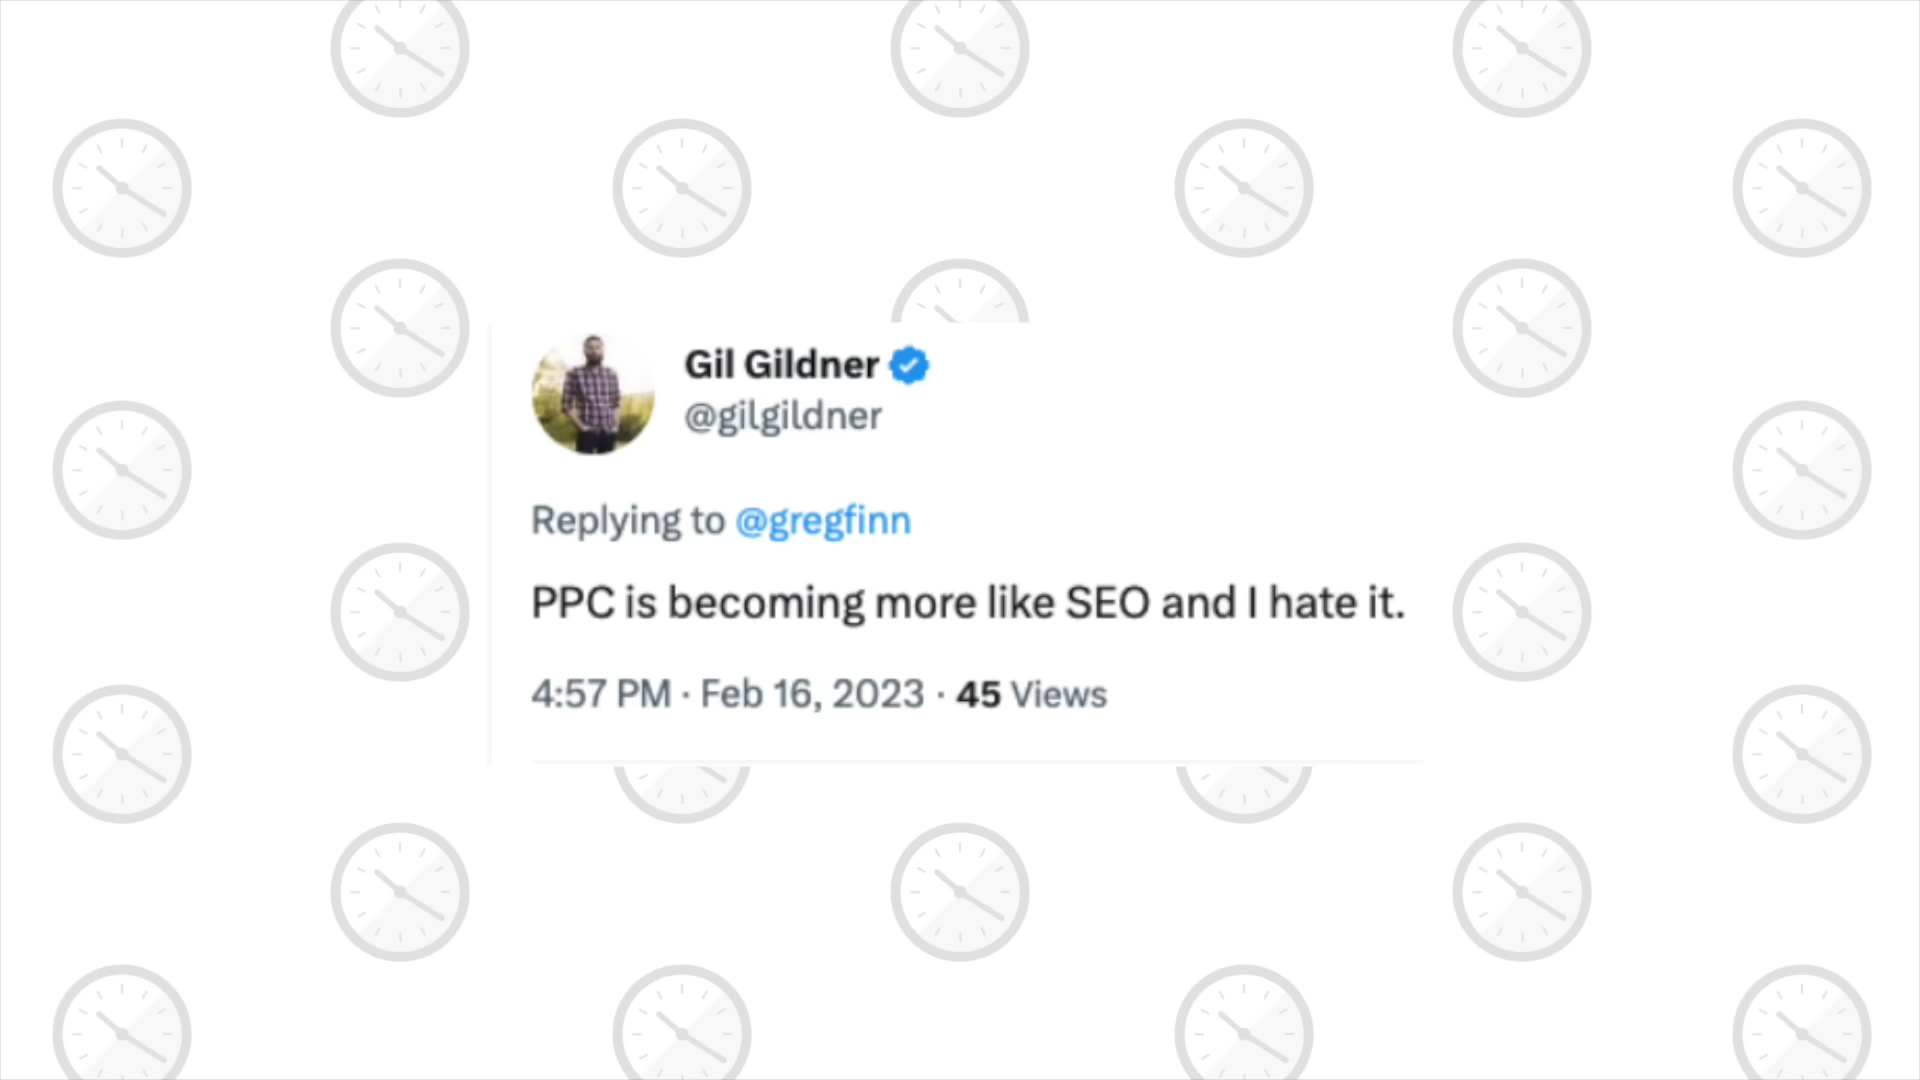 Gil Gildner
@gilgildner
Replying to @gregfinn
PPC is becoming more like SEO and I hate it.
4:57 PM · Feb 16, 2023 · 45 Views